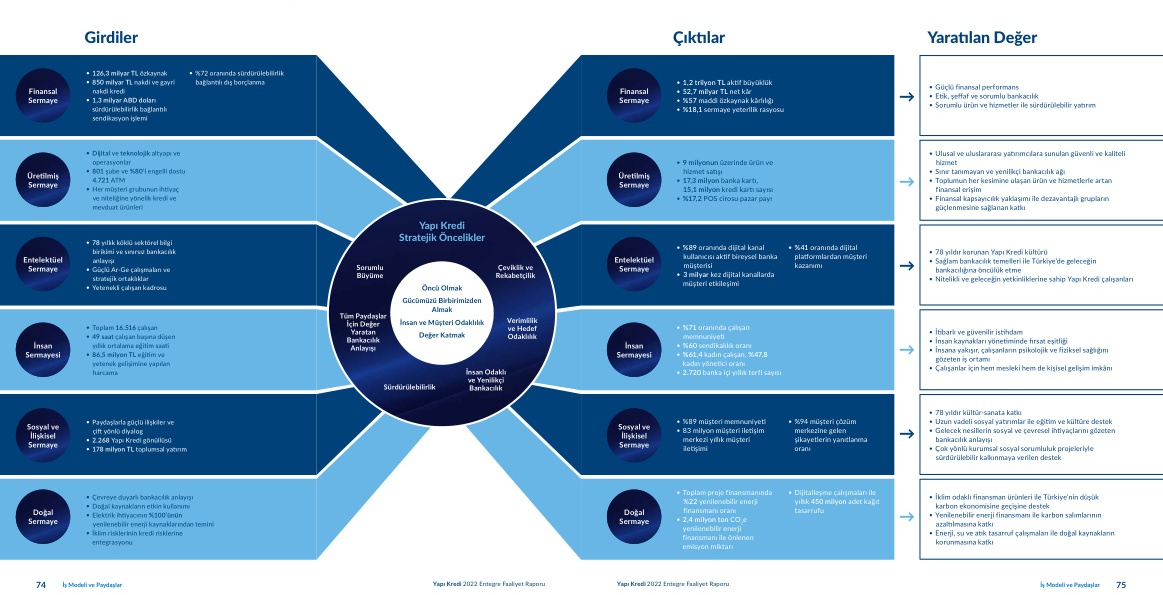 Girdiler
Finansal
Sermaye
• 126,3 milyar TL özkaynak
• 850 milyar TL nakdi ve gayri
nakdi kredi
• 1,3 milyar ABD doları
sürdürülebilirlik bağlantılı
sendikasyon işlemi
• %72 oranında sürdürülebilirlik
bağlantılı dış borçlanma
Üretilmiş
Sermaye
• Dijital ve teknolojik altyapı ve
operasyonlar
• 801 şube ve %80'i engelli dostu
4.721 ATM
• Her müşteri grubunun ihtiyaç
ve niteliğine yönelik kredi ve
mevduat ürünleri
Entelektüel
Sermaye
• 78 yıllık köklü sektörel bilgi
birikimi ve sınırsız bankacılık
anlayışı
• Güçlü Ar-Ge çalışmaları ve
stratejik ortaklıklar
• Yetenekli çalışan kadrosu
İnsan
Sermayesi
• Toplam 16.516 çalışan
• 49 saat çalışan başına düşen
yıllık ortalama eğitim saati
• 86,5 milyon TL eğitim ve
yetenek gelişimine yapılan
harcama
Sosyal ve
İlişkisel
Sermaye
• Paydaşlarla güçlü ilişkiler ve
çift yönlü diyalog
• 2.268 Yapı Kredi gönüllüsü
• 178 milyon TL toplumsal yatırım
Doğal
Sermaye
• Çevreye duyarlı bankacılık anlayışı
• Doğal kaynakların etkin kullanımı
• Elektrik ihtiyacının %100'ünün
yenilenebilir enerji kaynaklarından temini
• İklim risklerinin kredi risklerine
entegrasyonu
Yapı Kredi
Stratejik Öncelikler
Sorumlu
Büyüme
Çeviklik ve
Rekabetçilik
Tüm Paydaşlar
İçin Değer
Yaratan
Bankacılık
Anlayışı
Verimlilik
ve Hedef
Odaklılık
Sürdürülebilirlik
İnsan Odaklı
ve Yenilikçi
Bankacılık
Öncü Olmak
Gücümüzü Birbirimizden
Almak
İnsan ve Müşteri Odaklılık
Değer Katmak
Çıktılar
Finansal
Sermaye
• 1,2 trilyon TL aktif büyüklük
• 52,7 milyar TL net kâr
• %57 maddi özkaynak kârlılığı
• %18,1 sermaye yeterlilik rasyosu
Üretilmiş
Sermaye
• 9 milyonun üzerinde ürün ve
hizmet satışı
• 17,3 milyon banka kartı,
15,1 milyon kredi kartı sayısı
• %17,2 POS cirosu pazar payı
Entelektüel
Sermaye
• %89 oranında dijital kanal
kullanıcısı aktif bireysel banka
müşterisi
• 3 milyar kez dijital kanallarda
müşteri etkileşimi
• %41 oranında dijital
platformlardan müşteri
kazanımı
İnsan
Sermayesi
• %71 oranında çalışan
memnuniyeti
• %60 sendikalılık oranı
• %61,4 kadın çalışan, %47,8
kadın yönetici oranı
• 2.720 banka içi yıllık terfi sayısı
Sosyal ve
İlişkisel
Sermaye
• %89 müşteri memnuniyeti
• 83 milyon müşteri iletişim
merkezi yıllık müşteri
iletişimi
• %94 müşteri çözüm
merkezine gelen
şikayetlerin yanıtlanma
oranı
Doğal
Sermaye
• Toplam proje finansmanında
%22 yenilenebilir enerji
finansmanı oranı
• 2,4 milyon ton CO₂e
yenilenebilir enerji
finansmanı ile önlenen
emisyon miktarı
• Dijitalleşme çalışmaları ile
yıllık 450 milyon adet kağıt
tasarrufu
Yaratılan Değer
• Güçlü finansal performans
• Etik, şeffaf ve sorumlu bankacılık
• Sorumlu ürün ve hizmetler ile sürdürülebilir yatırım
• Ulusal ve uluslararası yatırımcılara sunulan güvenli ve kaliteli
hizmet
• Sınır tanımayan ve yenilikçi bankacılık ağı
• Toplumun her kesimine ulaşan ürün ve hizmetlerle artan
finansal erişim
• Finansal kapsayıcılık yaklaşımı ile dezavantajlı grupların
güçlenmesine sağlanan katkı
• 78 yıldır korunan Yapı Kredi kültürü
• Sağlam bankacılık temelleri ile Türkiye'de geleceğin
bankacılığına öncülük etme
• Nitelikli ve geleceğin yetkinliklerine sahip Yapı Kredi çalışanları
• İtibarlı ve güvenilir istihdam
• İnsan kaynakları yönetiminde fırsat eşitliği
• İnsana yakışır, çalışanların psikolojik ve fiziksel sağlığını
gözeten iş ortamı
• Çalışanlar için hem mesleki hem de kişisel gelişim imkânı
• 78 yıldır kültür-sanata katkı
• Uzun vadeli sosyal yatırımlar ile eğitim ve kültüre destek
• Gelecek nesillerin sosyal ve çevresel ihtiyaçlarını gözeten
bankacılık anlayışı
• Çok yönlü kurumsal sosyal sorumluluk projeleriyle
sürdürülebilir kalkınmaya verilen destek
• İklim odaklı finansman ürünleri ile Türkiye'nin düşük
karbon ekonomisine geçişine destek
• Yenilenebilir enerji finansmanı ile karbon salımlarının
azaltılmasına katkı
• Enerji, su ve atık tasarruf çalışmaları ile doğal kaynakların
korunmasına katkı
74 İş Modeli ve Paydaşlar
Yapı Kredi 2022 Entegre Faaliyet Raporu
Yapı Kredi 2022 Entegre Faaliyet Raporu
İş Modeli ve Paydaşlar 75